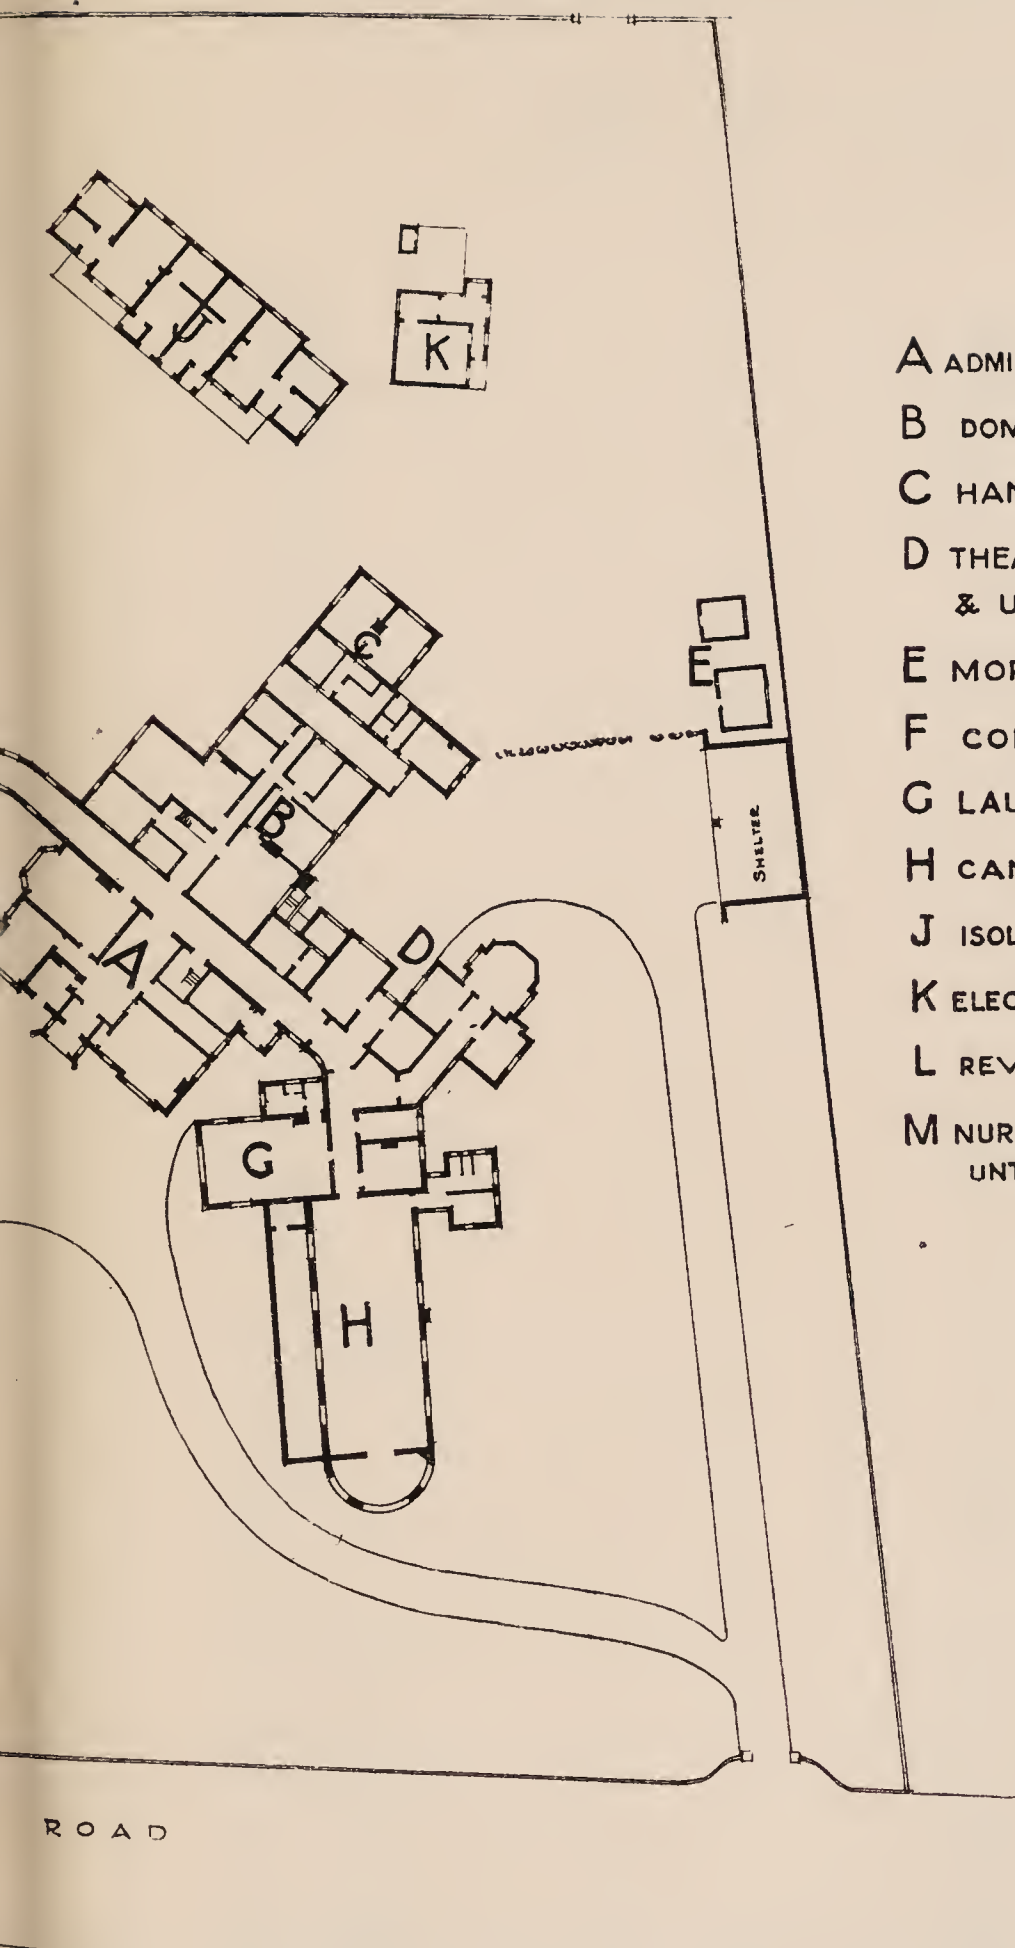 J
K
C
E
B
SHELTER
D
A
G
H
ROAD
A ADMI
B DOM
C HAN
D THEA
& U
E MOR
F CO
G LAU
H CAN
J ISOL
K ELEC
L REV
M NUR
UNT